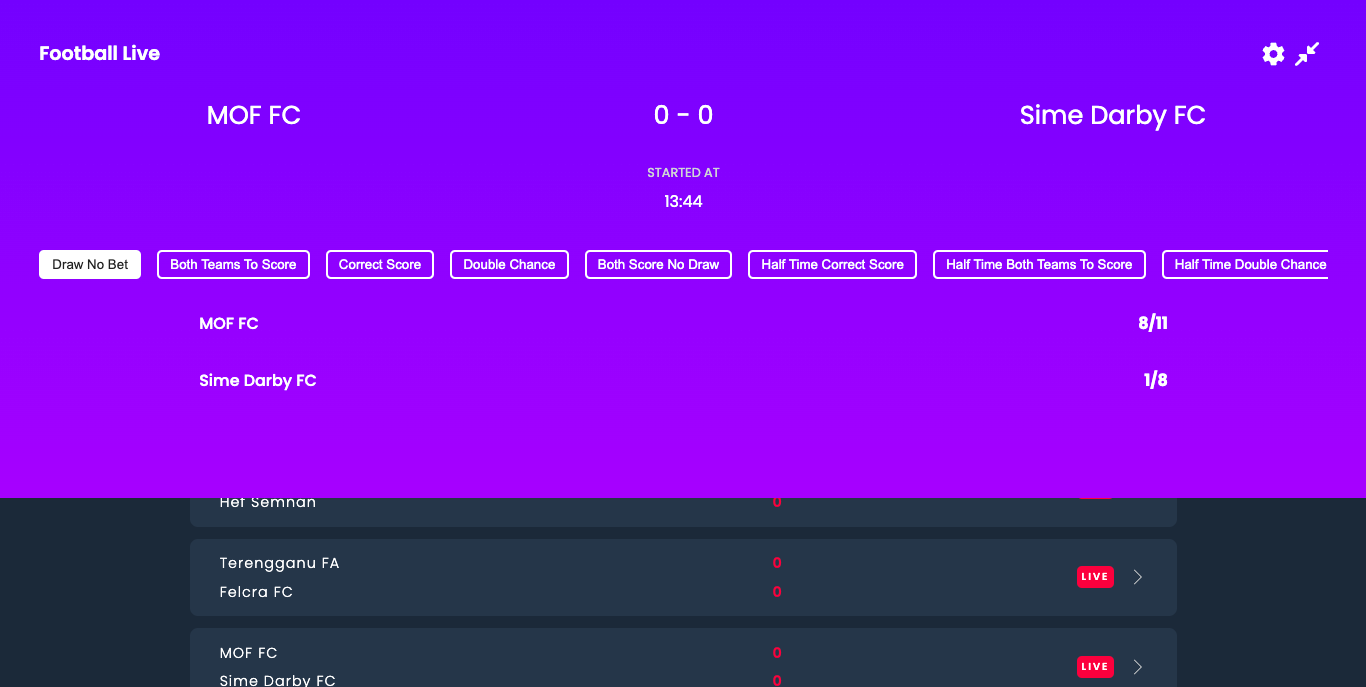 Football Live
MOF FC 0 - 0 Sime Darby FC
STARTED AT
13:44
Draw No Bet Both Teams To Score Correct Score Double Chance Both Score No Draw Half Time Correct Score Half Time Both Teams To Score Half Time Double Chance
MOF FC 8/11
Sime Darby FC 1/8
Hef Semnan 0
Terengganu FA 0
Felcra FC 0
LIVE
MOF FC 0
Sime Darby FC 0
LIVE